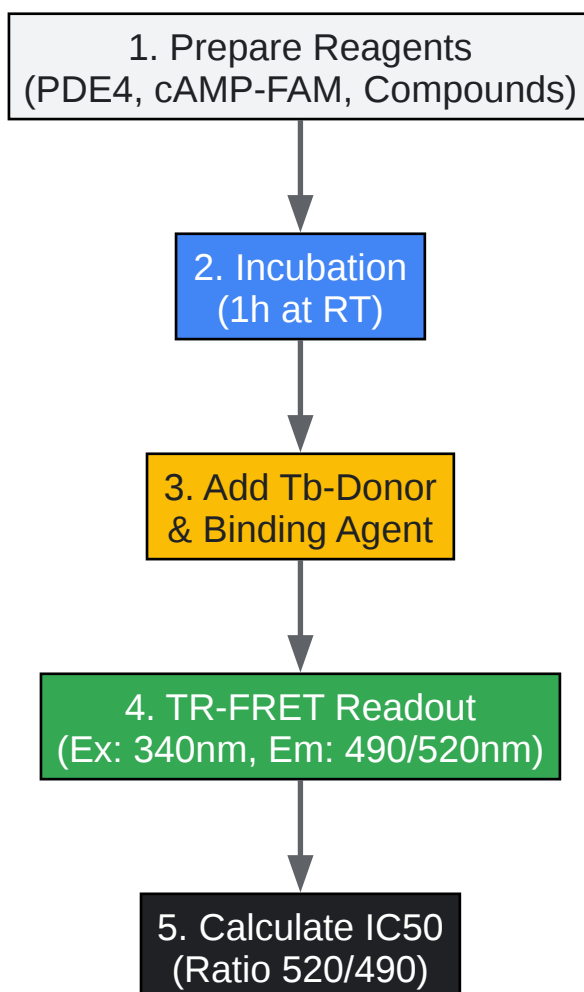 1. Prepare Reagents
(PDE4, cAMP-FAM, Compounds)
2. Incubation
(1h at RT)
3. Add Tb-Donor
& Binding Agent
4. TR-FRET Readout
(Ex: 340nm, Em: 490/520nm)
5. Calculate IC50
(Ratio 520/490)